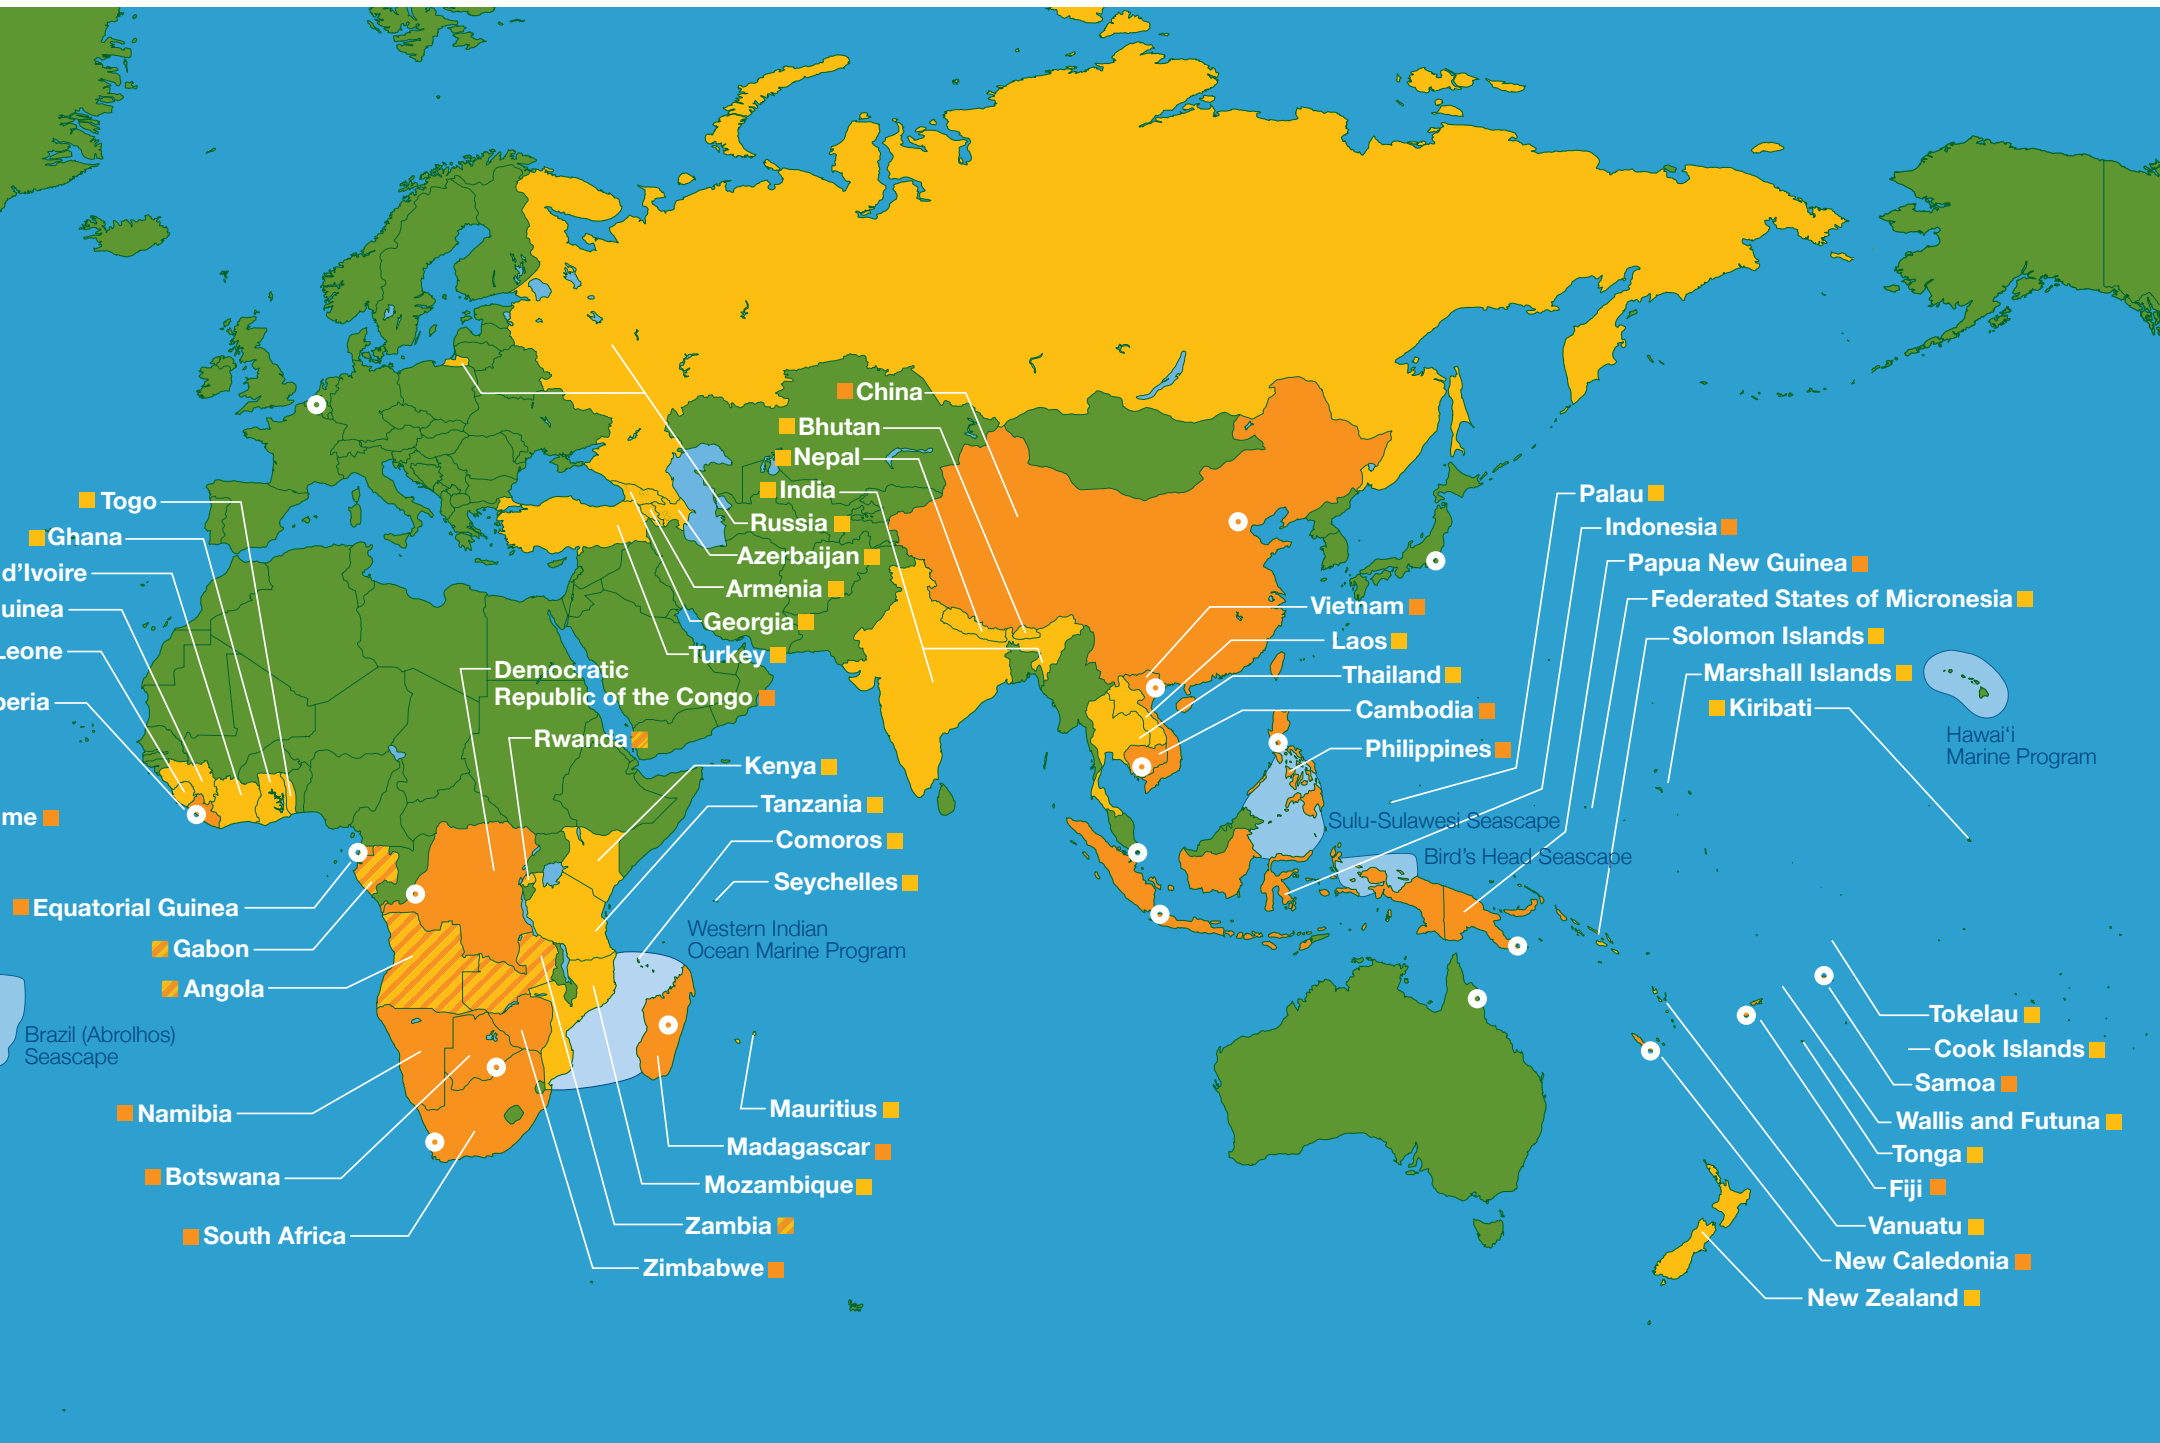 China
Bhutan
Nepal
India
Russia
Azerbaijan
Armenia
Georgia
Turkey
Togo
Ghana
d'Ivoire
uinea
Leone
beria
me
Democratic
Republic of the Congo
Rwanda
Kenya
Tanzania
Comoros
Seychelles
Western Indian
Ocean Marine Program
Equatorial Guinea
Gabon
Angola
Brazil (Abrolhos)
Seascape
Namibia
Botswana
South Africa
Mauritius
Madagascar
Mozambique
Zambia
Zimbabwe
Vietnam
Laos
Thailand
Cambodia
Philippines
Sulu-Sulawesi Seascape
Bird's Head Seascape
Palau
Indonesia
Papua New Guinea
Federated States of Micronesia
Solomon Islands
Marshall Islands
Kiribati
Hawai‘i
Marine Program
Tokelau
Cook Islands
Samoa
Wallis and Futuna
Tonga
Fiji
Vanuatu
New Caledonia
New Zealand